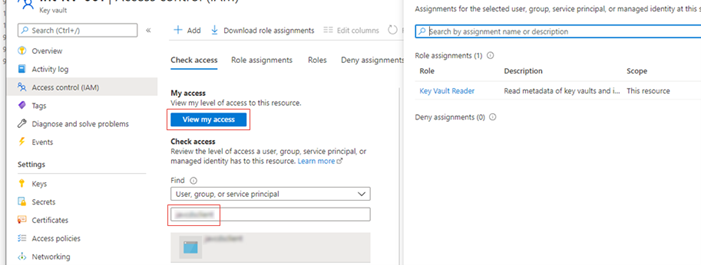 Access control (IAM)
Key vault
Search (Ctrl+/)
«
Overview
Activity log
Access control (IAM)
Tags
Diagnose and solve problems
Events
Settings
Keys
Secrets
Certificates
Access policies
Networking
Add
Download role assignments
Edit columns
Check access
Role assignments
Roles
Deny assignments
My access
View my level of access to this resource.
View my access
Check access
Review the level of access a user, group, service principal, or
managed identity has to this resource. Learn more
Find
User, group, or service principal
Assignments for the selected user, group, service principal, or managed identity at this s
Search by assignment name or description
Role assignments (1)
Role Description Scope
Key Vault Reader Read metadata of key vaults and i... This resource
Deny assignments (0)